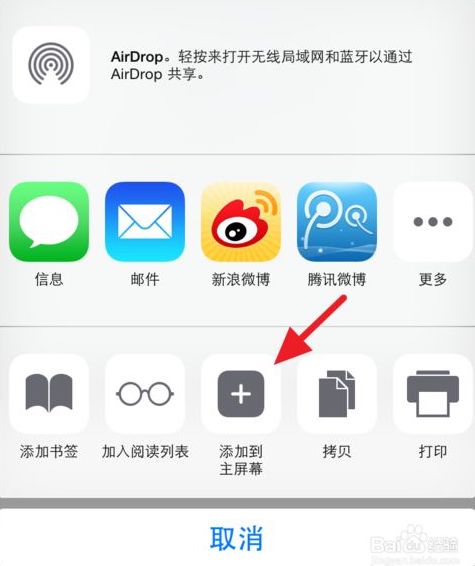 AirDrop。轻按来打开无线局域网和蓝牙以通过
AirDrop 共享。
信息
邮件
新浪微博
腾讯微博
更多
添加书签
加入阅读列表
添加到
主屏幕
拷贝
打印
取消
Baidu 经验
jingyan.baidu.com